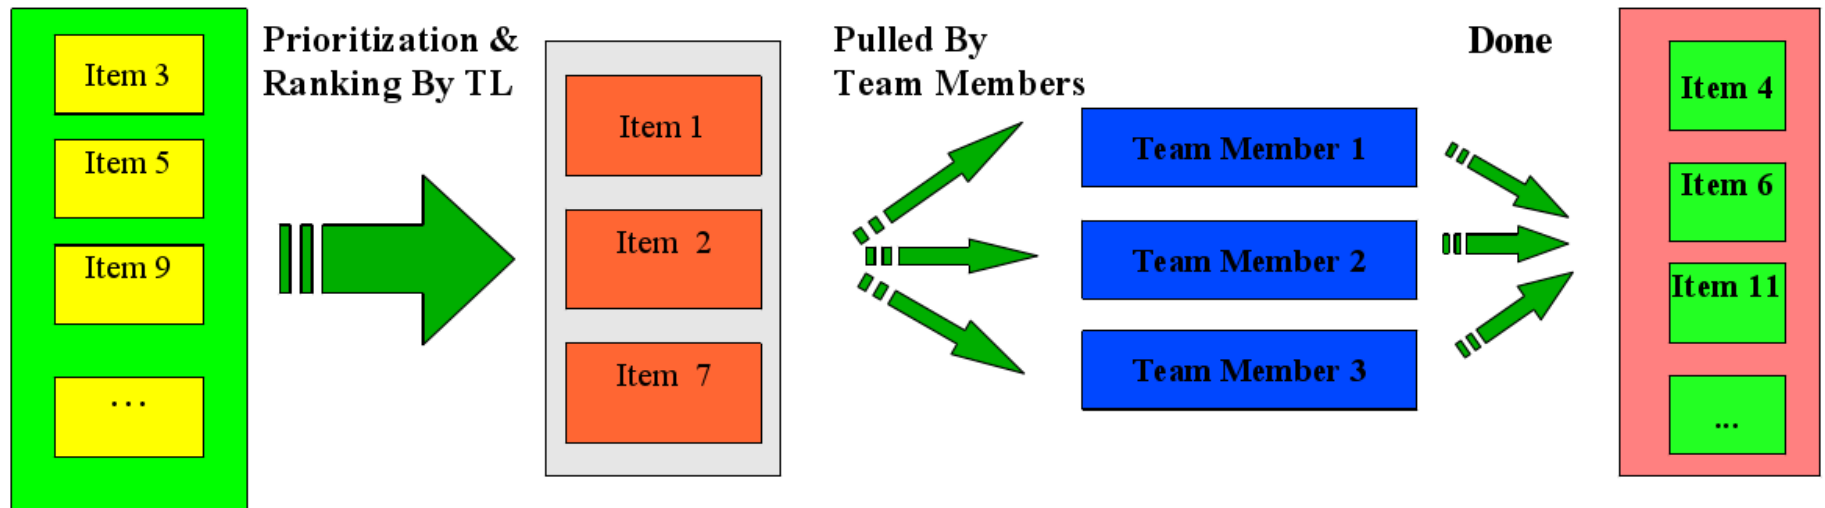 Item 3
Item 5
Item 9
...
Prioritization &
Ranking By TL
Item 1
Item 2
Item 7
Pulled By
Team Members
Team Member 1
Team Member 2
Team Member 3
Done
Item 4
Item 6
Item 11
...